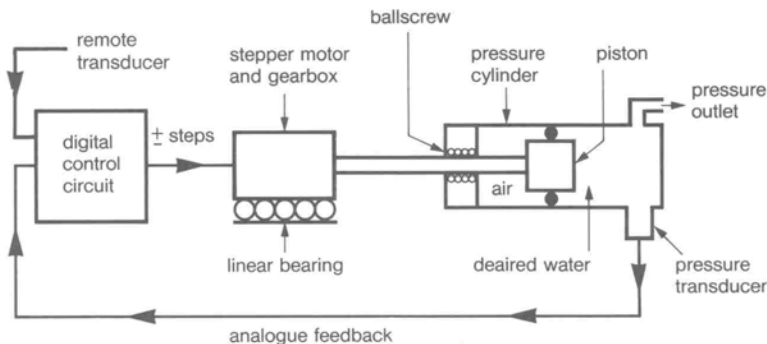 ballscrew
remote
transducer
stepper motor
and gearbox
pressure
cylinder
piston
pressure
outlet
digital
control
circuit
± steps
air
linear bearing
deaired water
pressure
transducer
analogue feedback